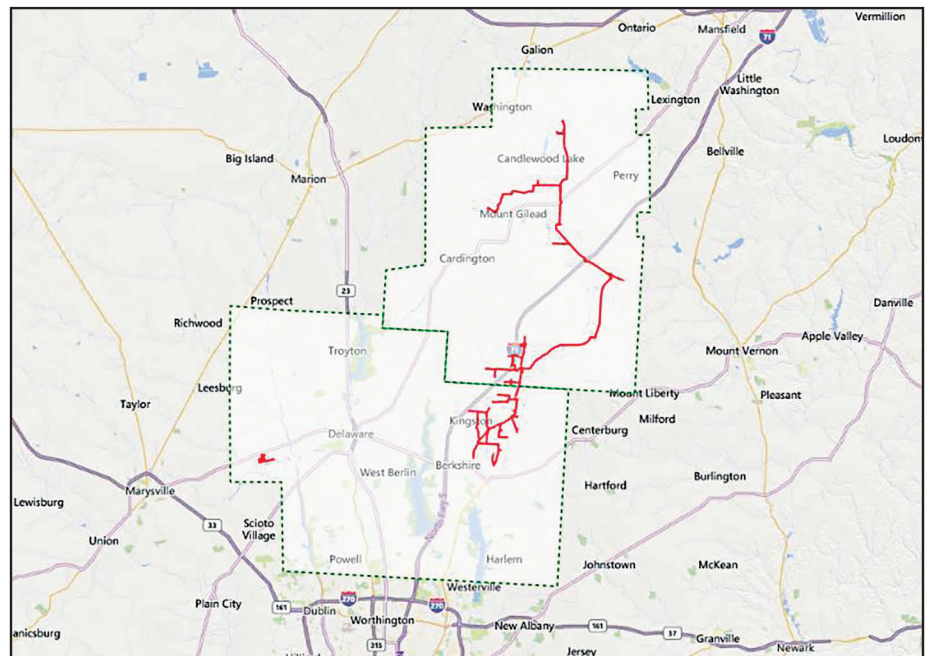 Vermillion
Ontario
Mansfield
71
Galion
Little
Washington
Lexington
Washington
Loudon
Bellville
Big Island
Candlewood Lake
Marion
Perry
Mount Gilead
Cardington
23
Prospect
Danville
Richwood
Apple Valley
Troyton
Mount Vernon
Leesburg
Mount Liberty
Pleasant
Taylor
Milford
Kingston
Centerburg
Delaware
Berkshire
West Berlin
Burlington
Marysville
Hartford
Lewisburg
33
Scioto
Village
North Fwy S
Union
Powell
Harlem
Johnstown
McKean
Westerville
Plain City
161
270
Dublin
270
Worthington
New Albany
161
37
Granville
anicsburg
315
Newark
Jersey